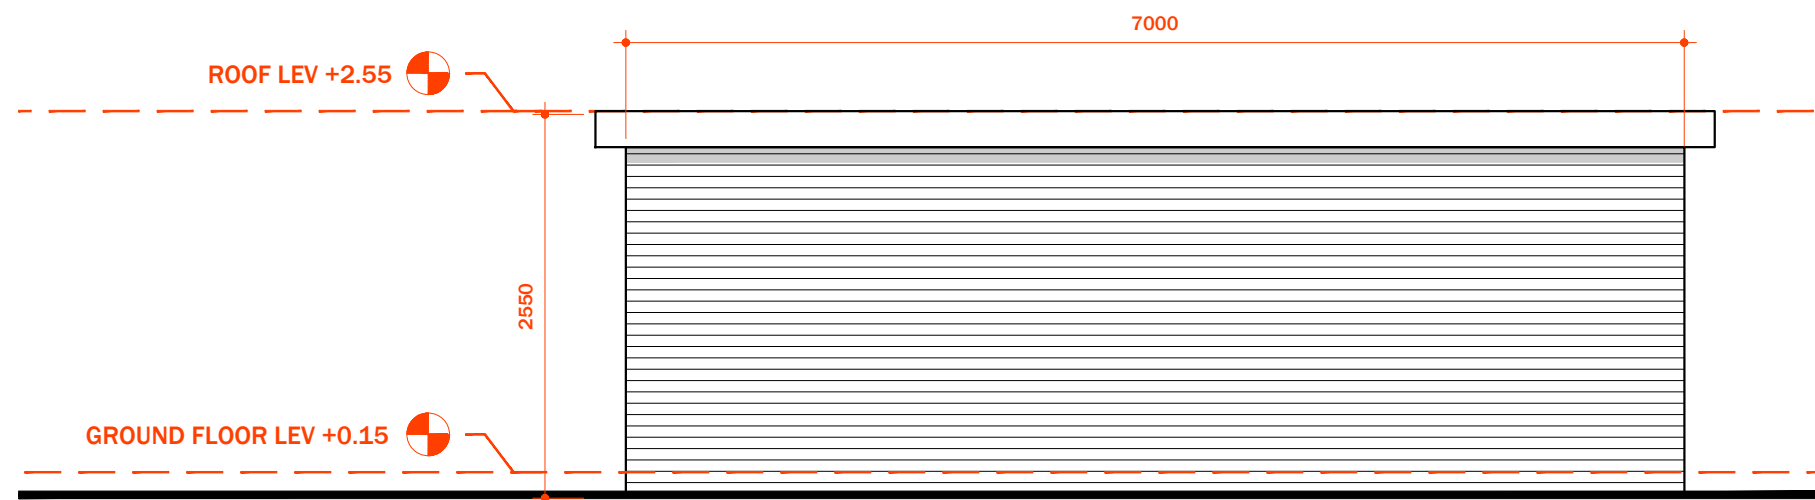 7000
ROOF LEV +2.55
2550
GROUND FLOOR LEV +0.15